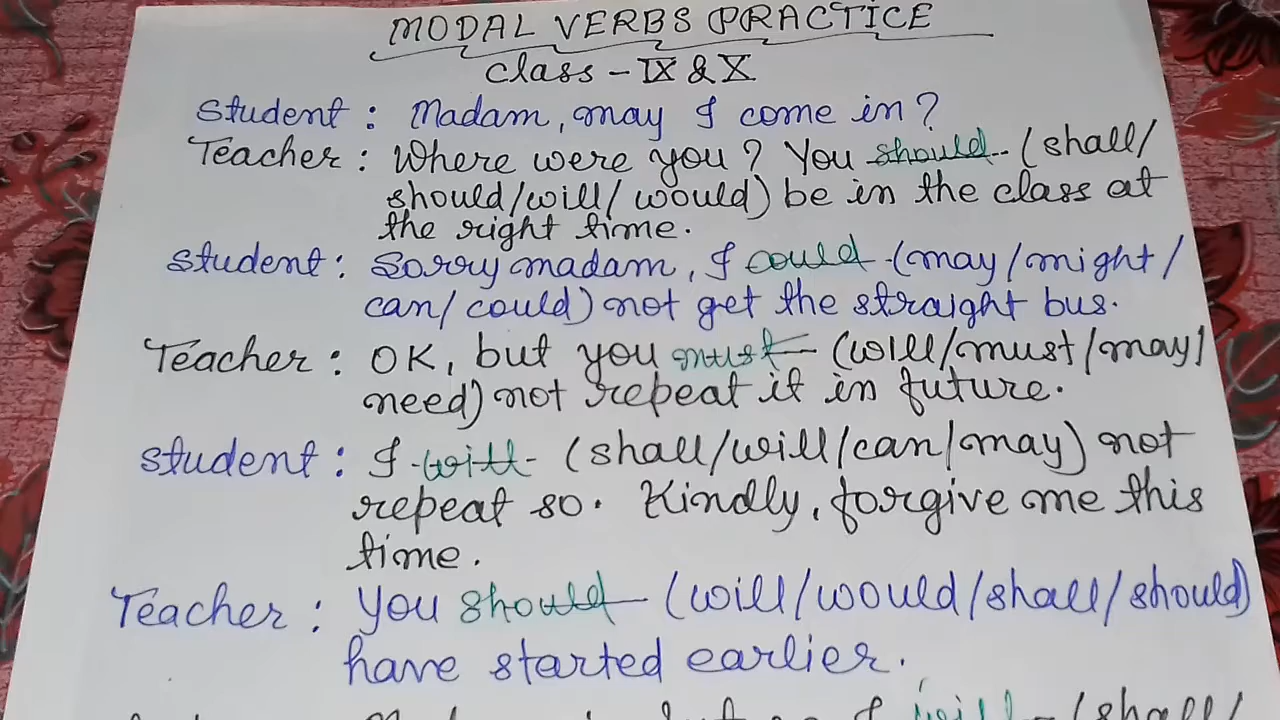 MODAL VERBS PRACTICE
Class - IX & X
Student : Madam, may I come in?
Teacher : Where were you? You should (shall/
should/will/would) be in the class at
the right time.
Student : Sorry madam, I could (may/might/
can/could) not get the straight bus.
Teacher : OK, but you must (will/must/may/
need) not repeat it in future.
Student : I will (shall/will/can/may) not
repeat so. Kindly, forgive me this
time.
Teacher : You should (will/would/shall/should)
have started earlier.
I will (shall/